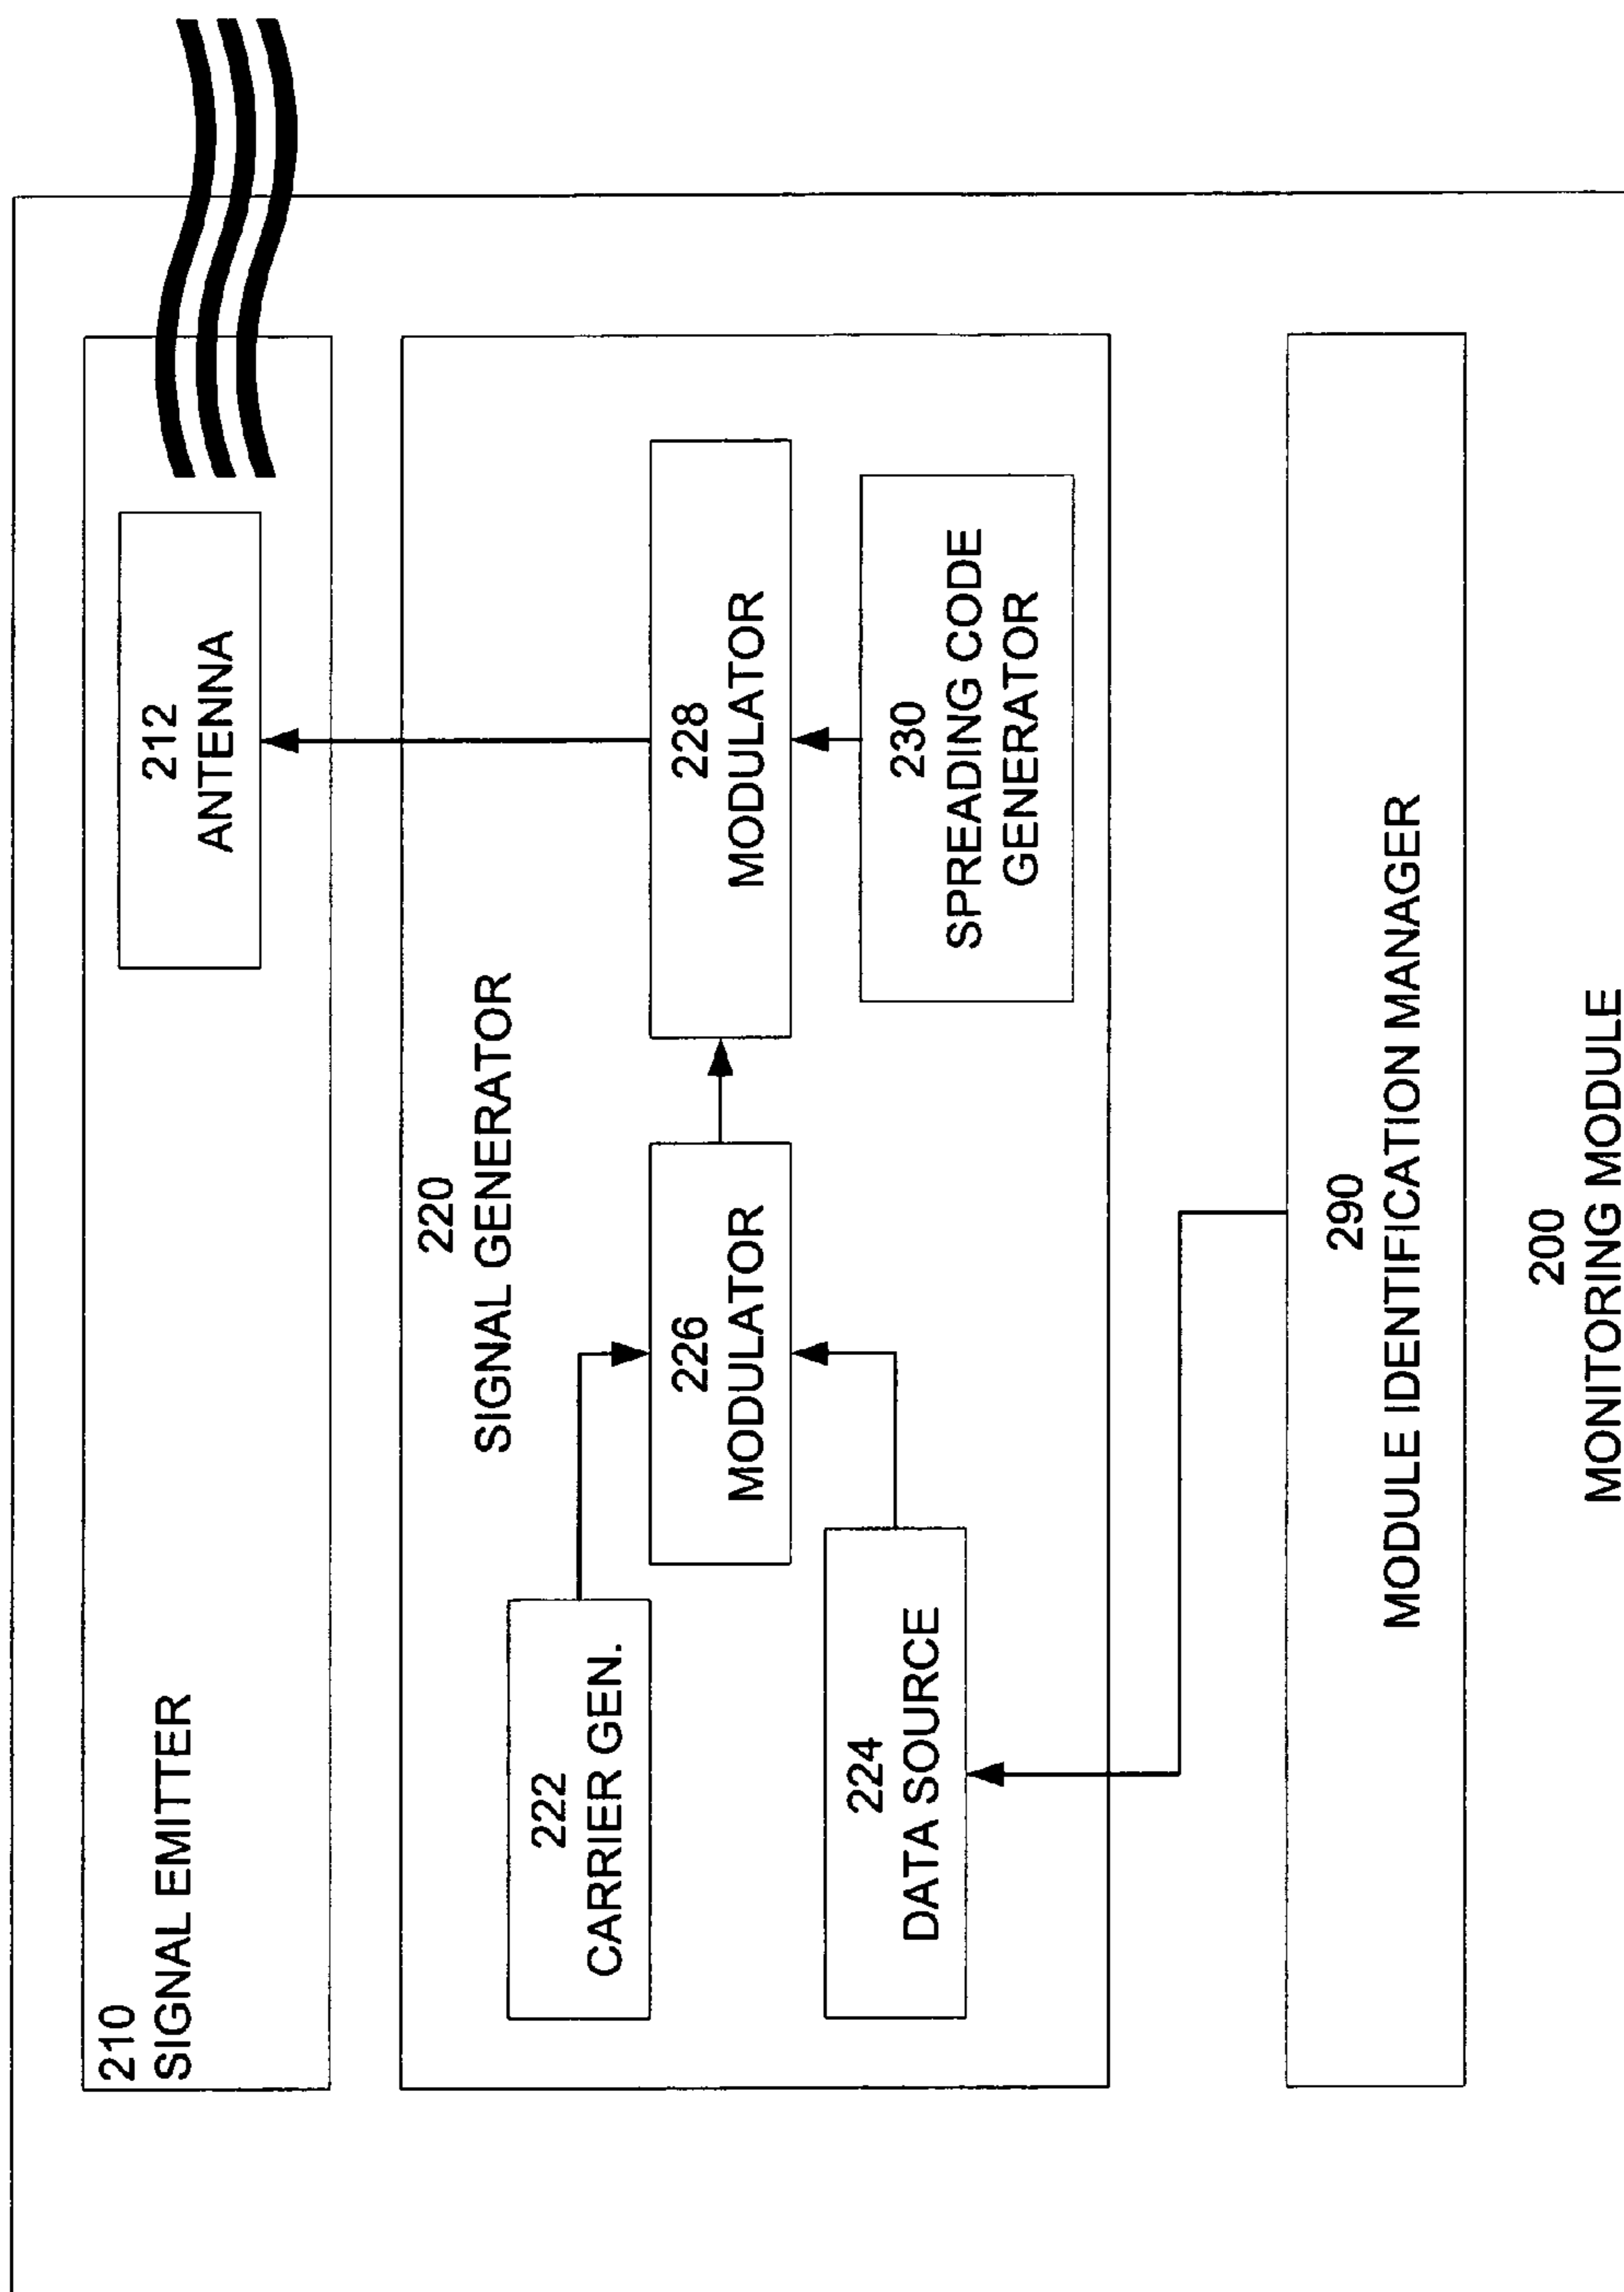 210
SIGNAL EMITTER
212
ANTENNA
220
SIGNAL GENERATOR
222
CARRIER GEN.
226
MODULATOR
228
MODULATOR
224
DATA SOURCE
230
SPREADING CODE
GENERATOR
290
MODULE IDENTIFICATION MANAGER
200
MONITORING MODULE